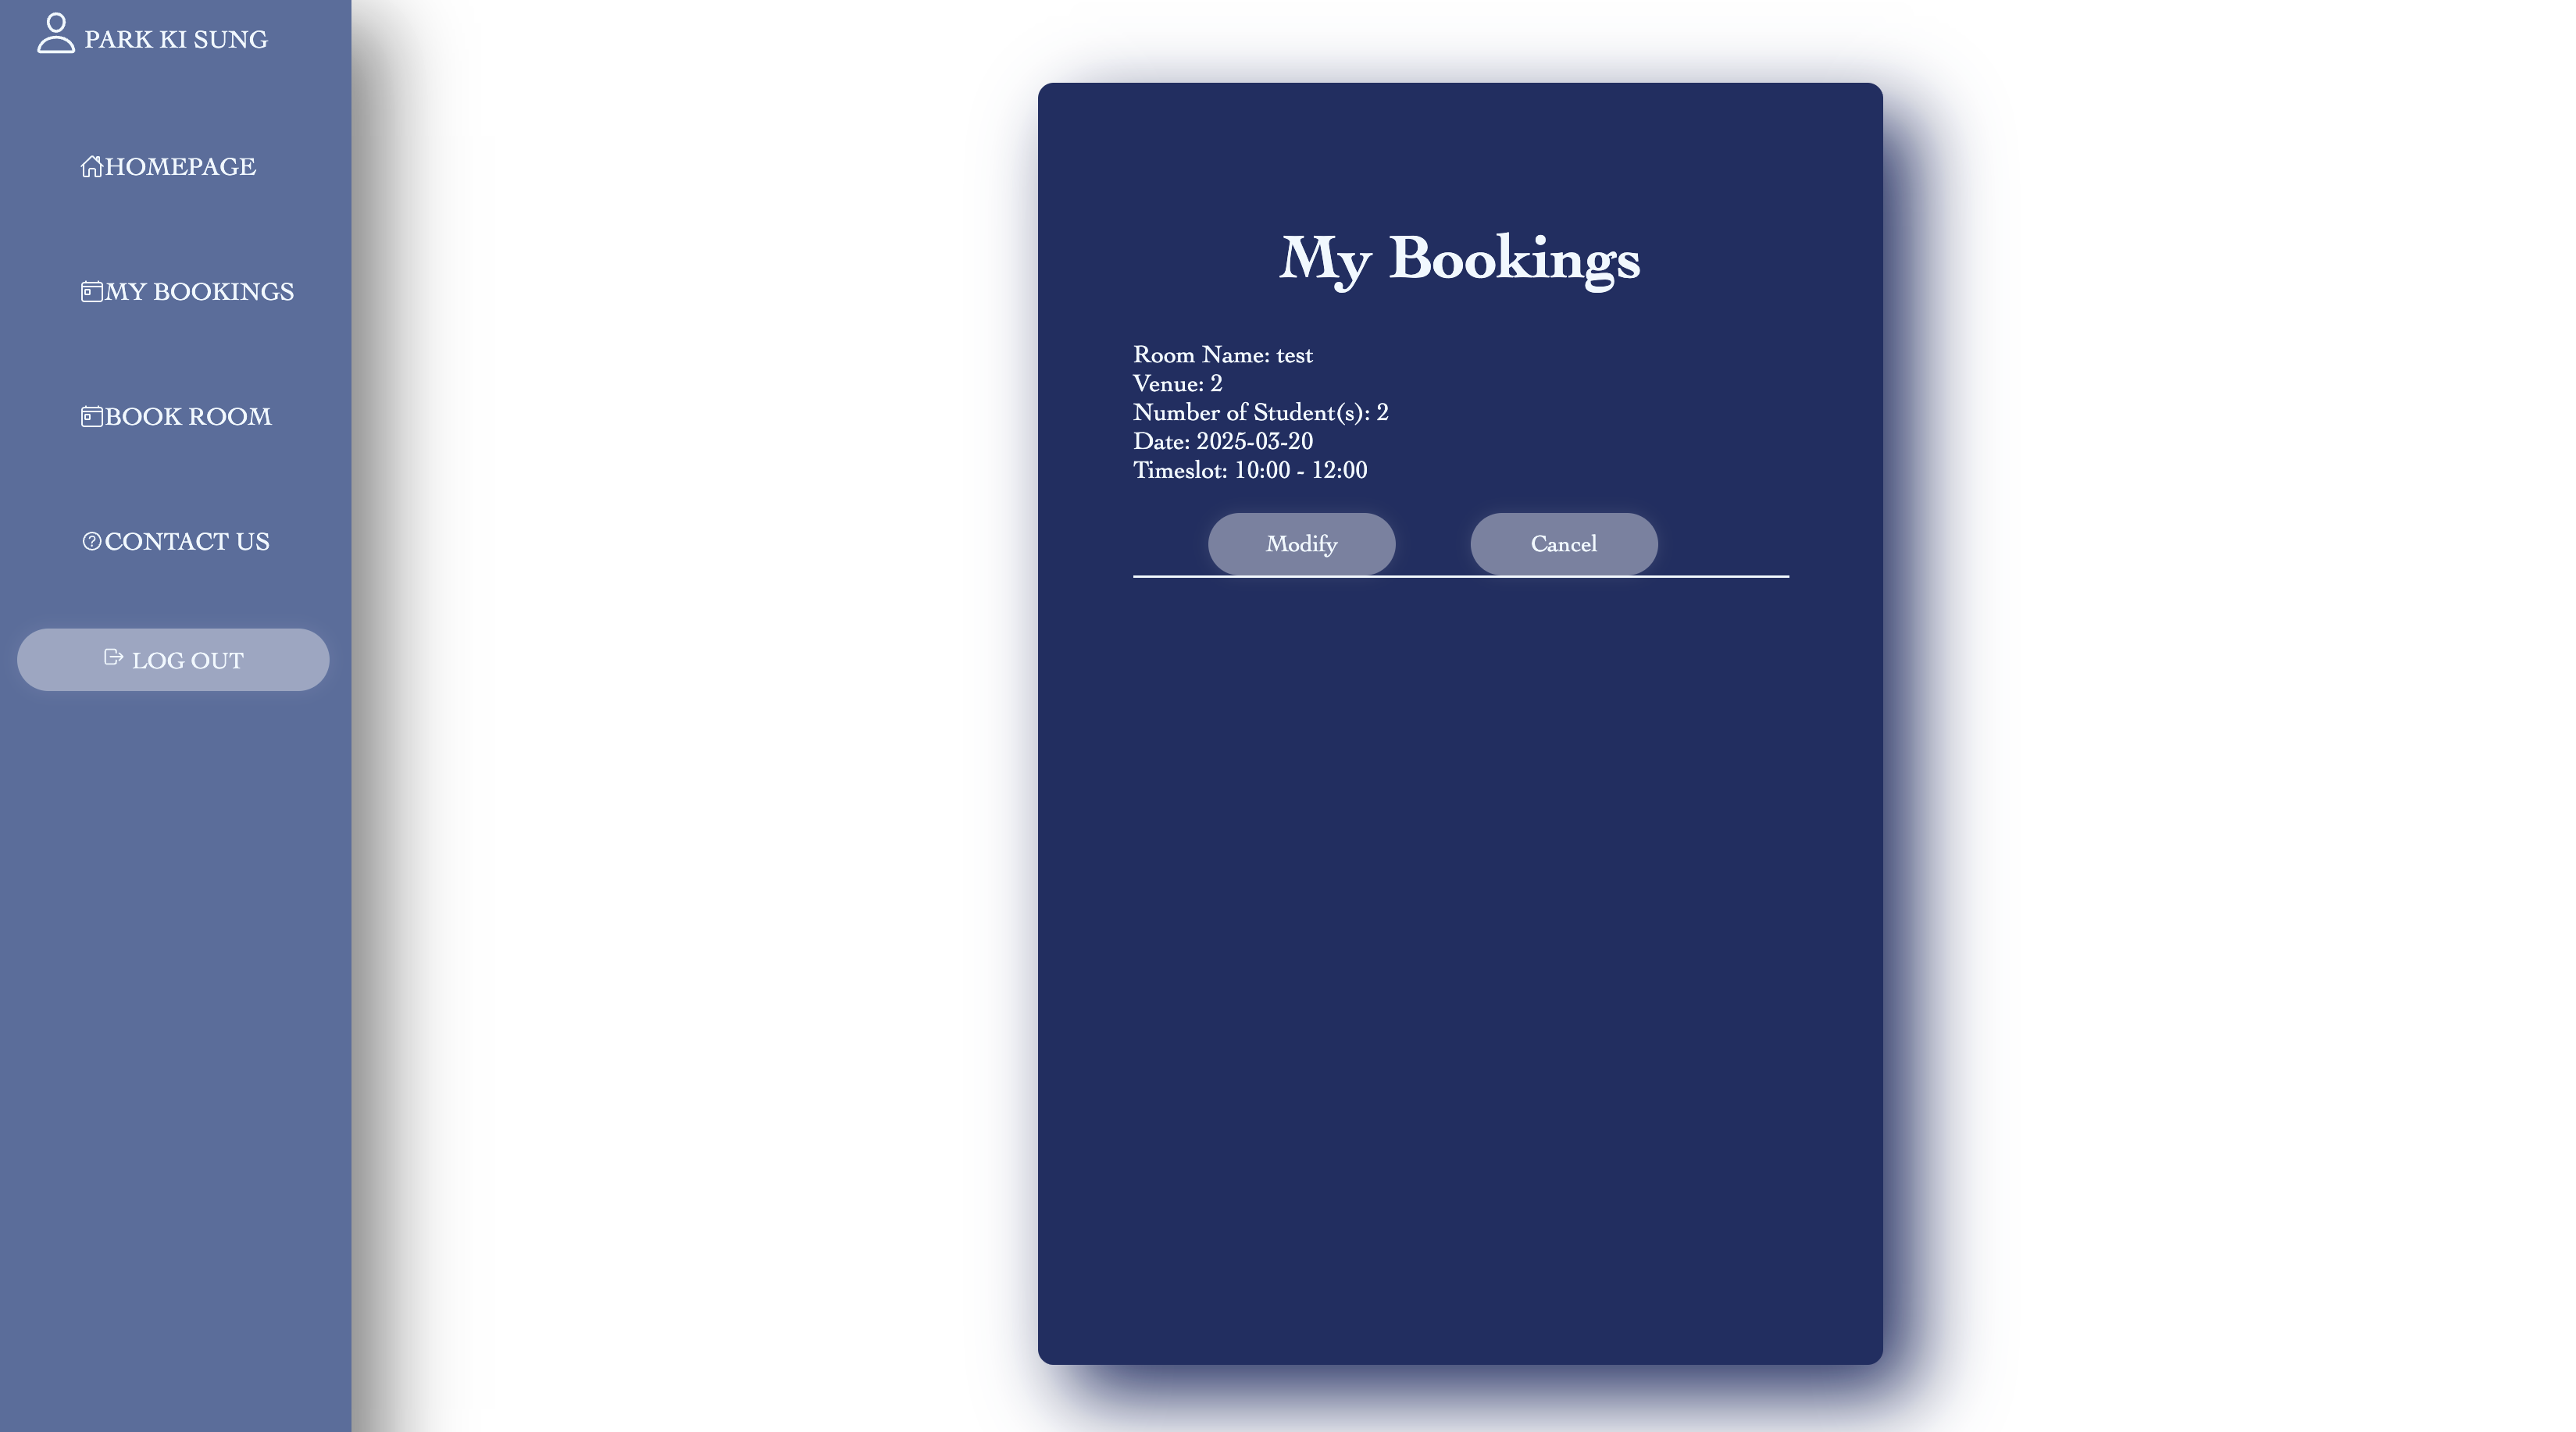 PARK KI SUNG
HOMEPAGE
MY BOOKINGS
BOOK ROOM
CONTACT US
LOG OUT
My Bookings
Room Name: test
Venue: 2
Number of Student(s): 2
Date: 2025-03-20
Timeslot: 10:00 - 12:00
Modify
Cancel